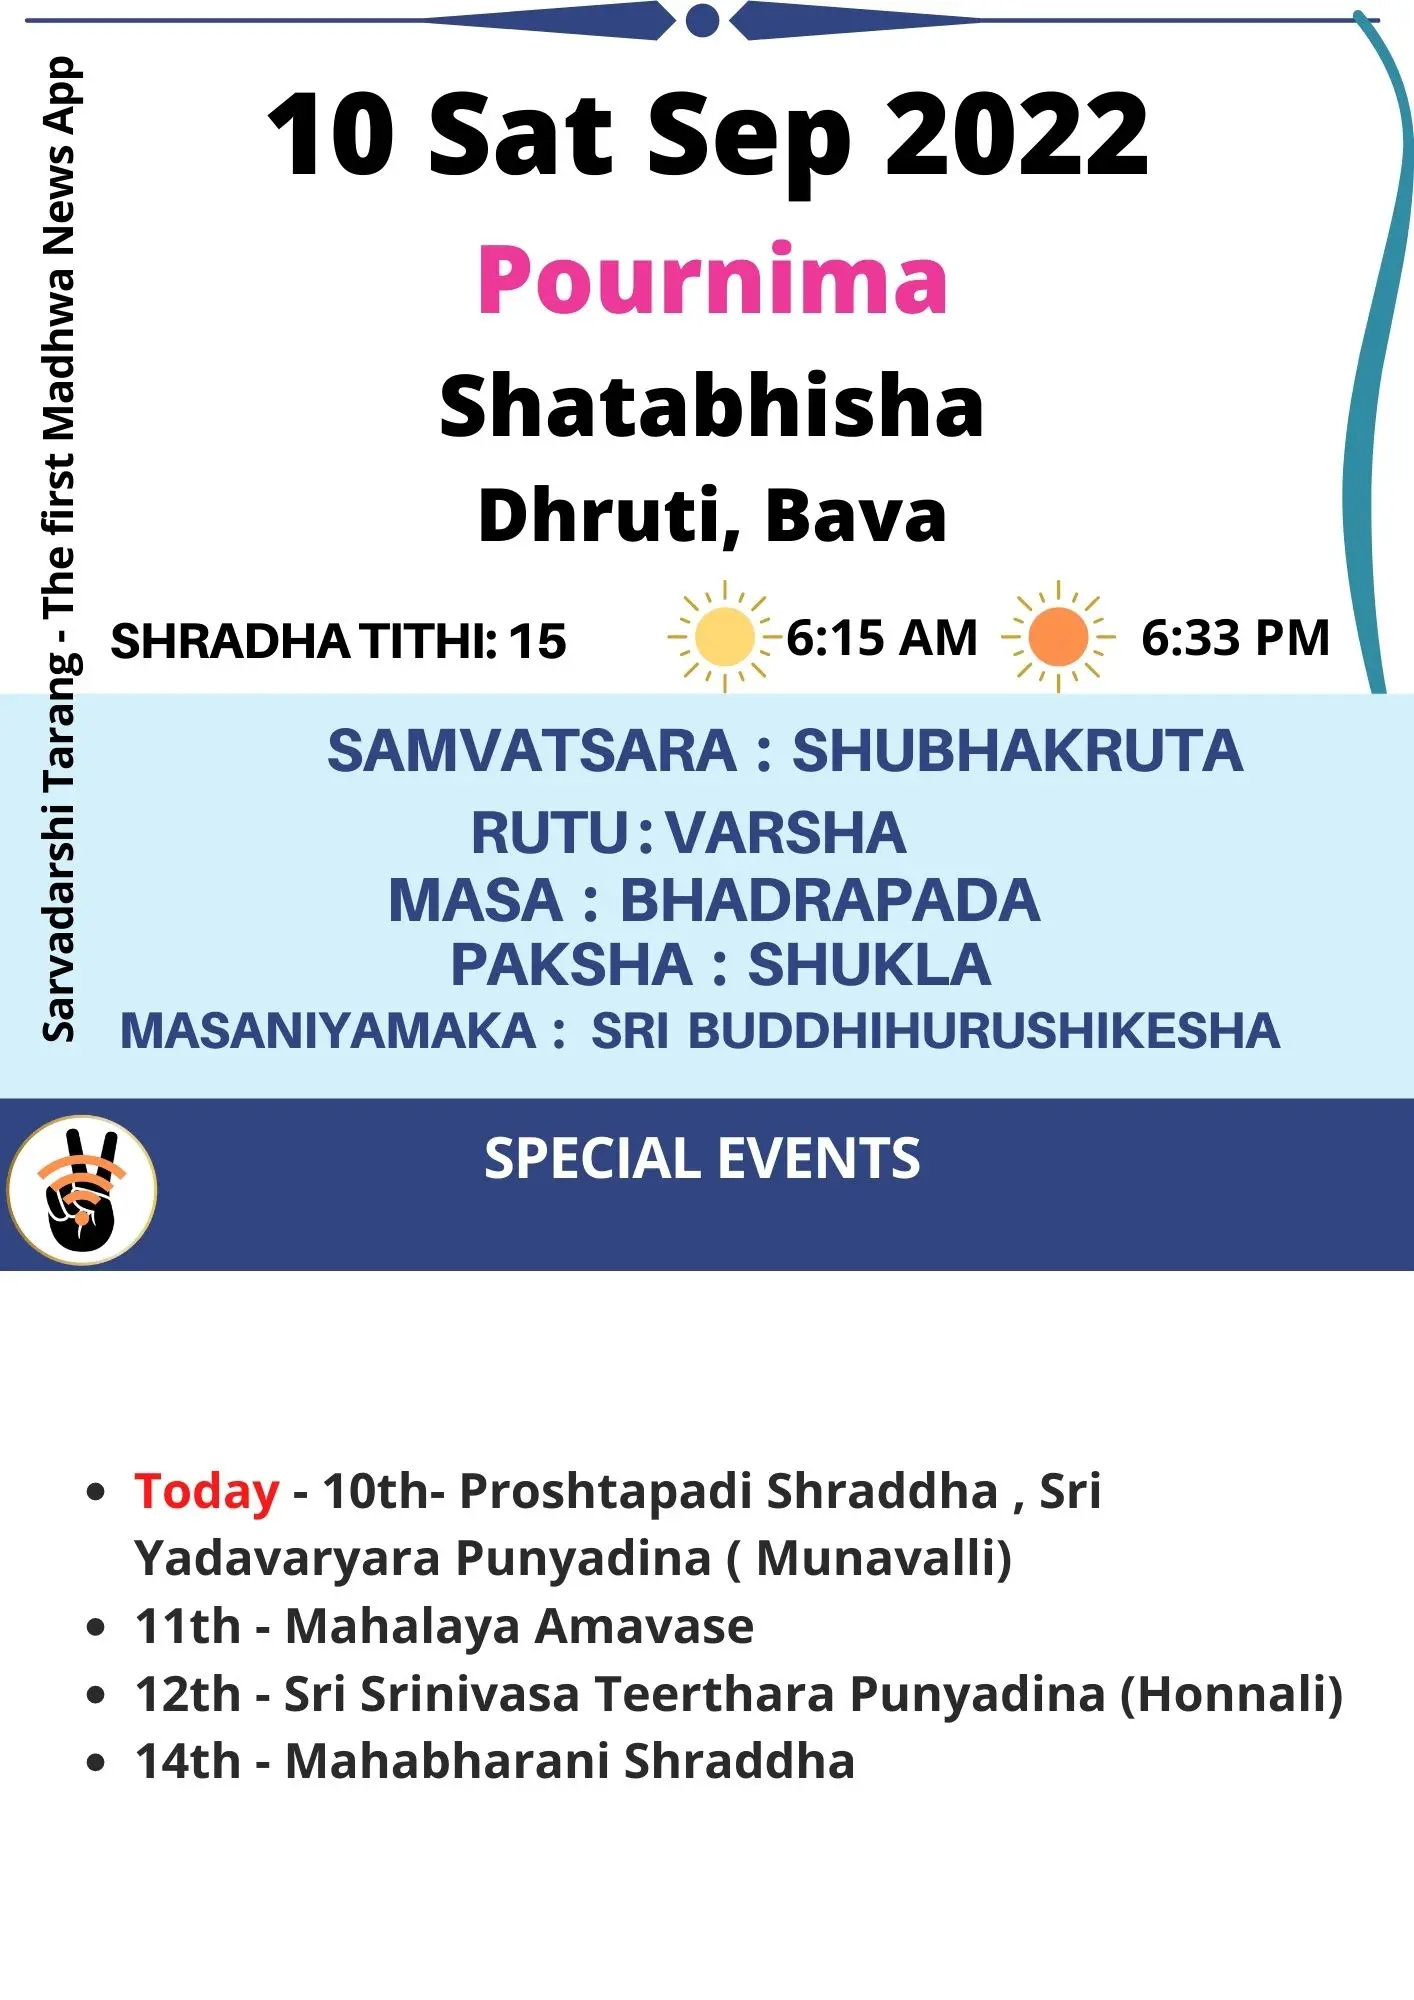 10 Sat Sep 2022
Pournima
Shatabhisha
Dhruti, Bava
SHRADHA TITHI: 15
6:15 AM
6:33 PM
Sarvadarshi Tarang - The first Madhwa News App
SAMVATSARA : SHUBHAKRUTA
RUTU : VARSHA
MASA : BHADRAPADA
PAKSHA : SHUKLA
MASANIYAMAKA : SRI BUDDHIHURUSHIKESHA
SPECIAL EVENTS
• Today - 10th- Proshtapadi Shraddha , Sri
Yadavaryara Punyadina ( Munavalli)
• 11th - Mahalaya Amavase
• 12th - Sri Srinivasa Teerthara Punyadina (Honnali)
• 14th - Mahabharani Shraddha